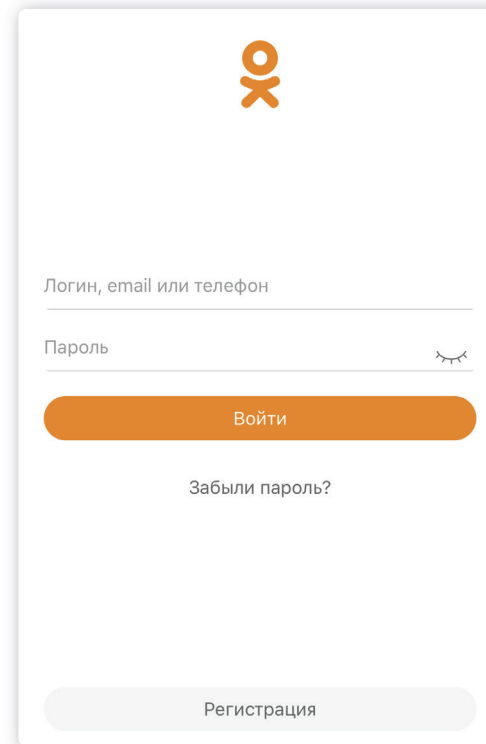 Логин, email или телефон
Пароль
Войти
Забыли пароль?
Регистрация